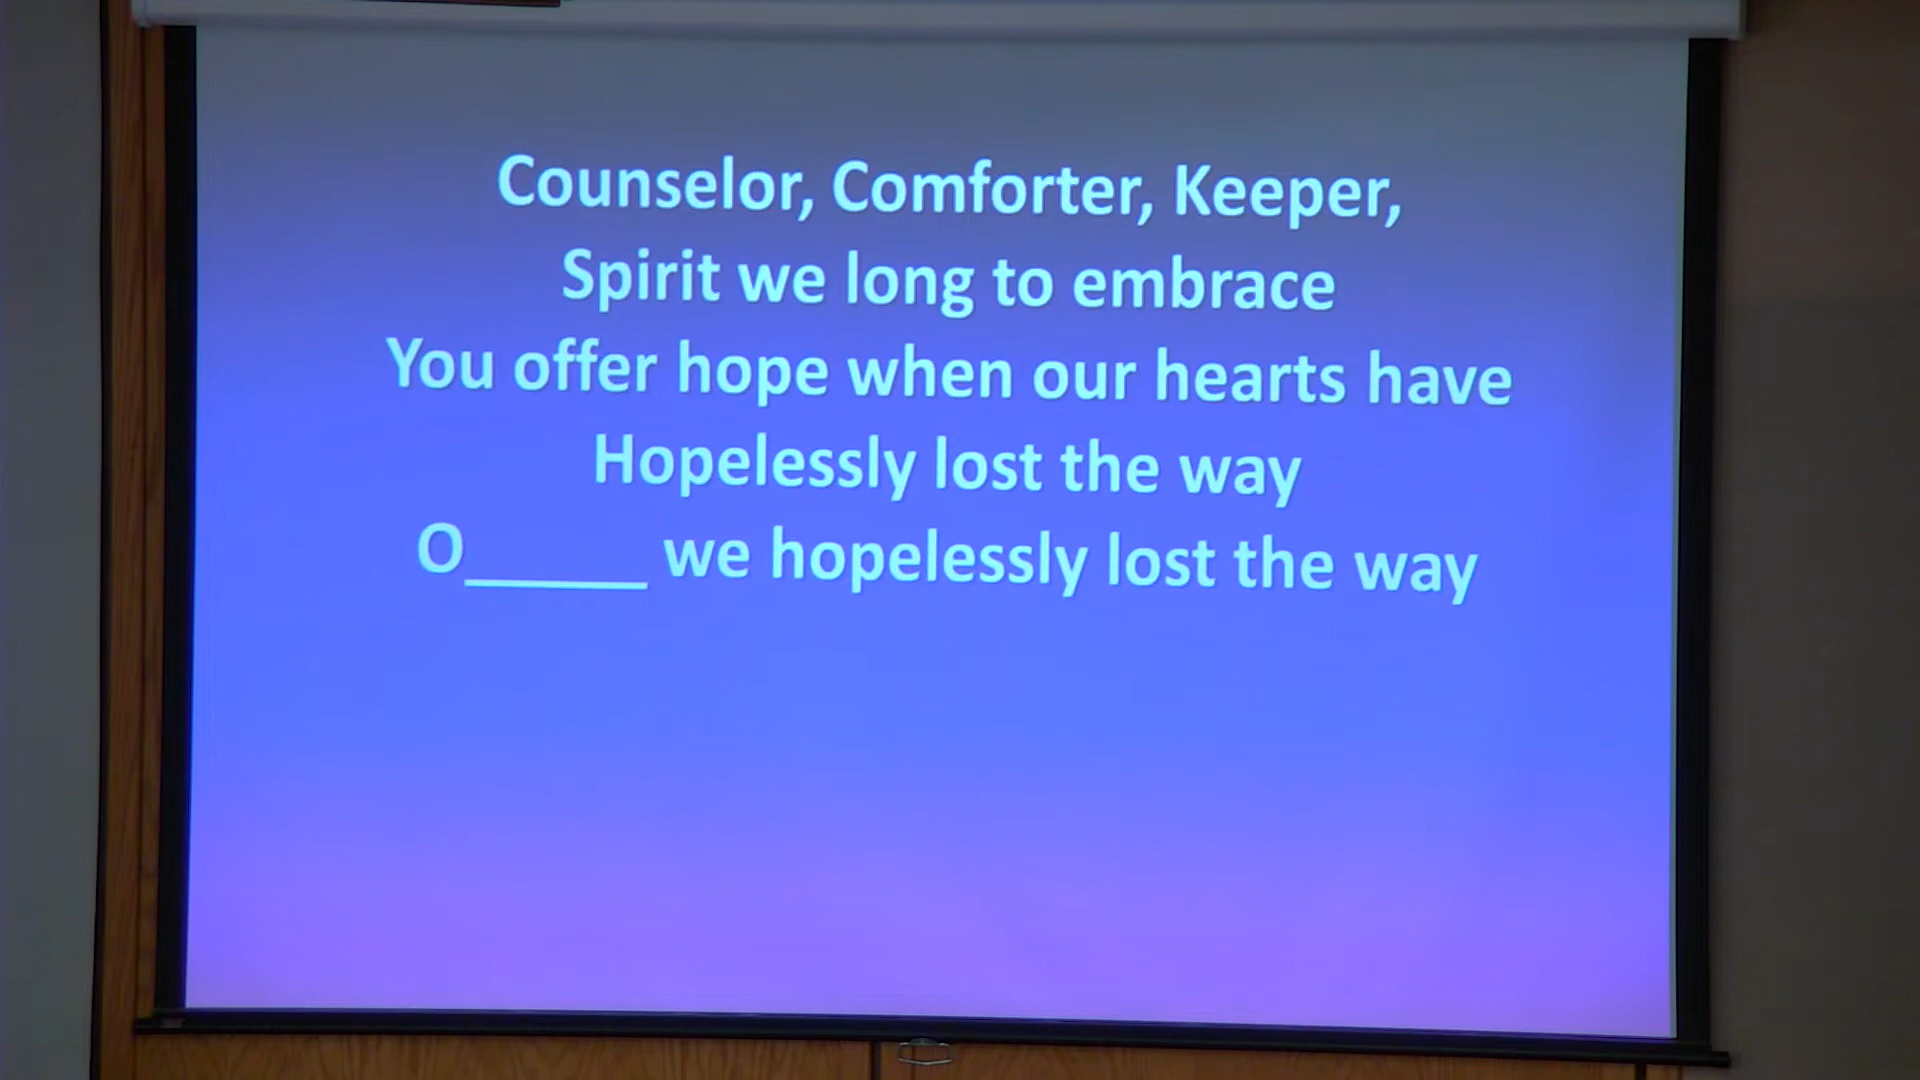 Counselor, Comforter, Keeper,
Spirit we long to embrace
You offer hope when our hearts have
Hopelessly lost the way
O_____ we hopelessly lost the way